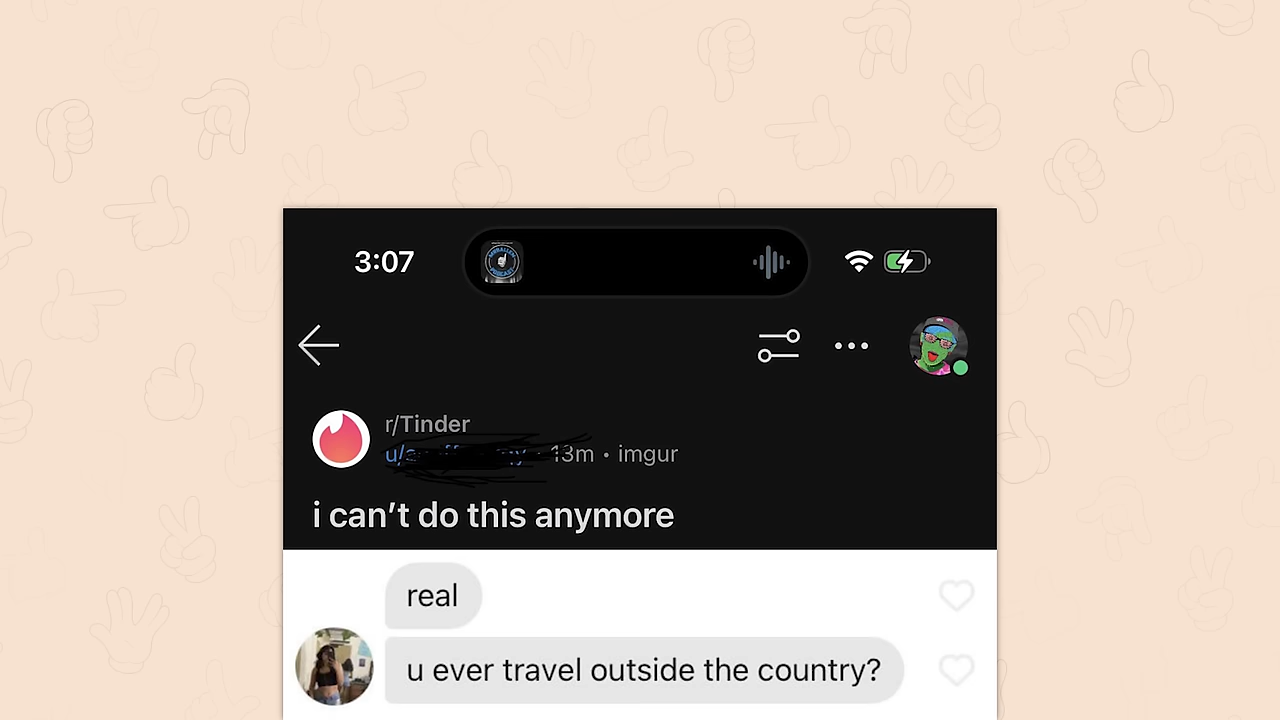 3:07
r/Tinder
13m • imgur
i can’t do this anymore
real
u ever travel outside the country?